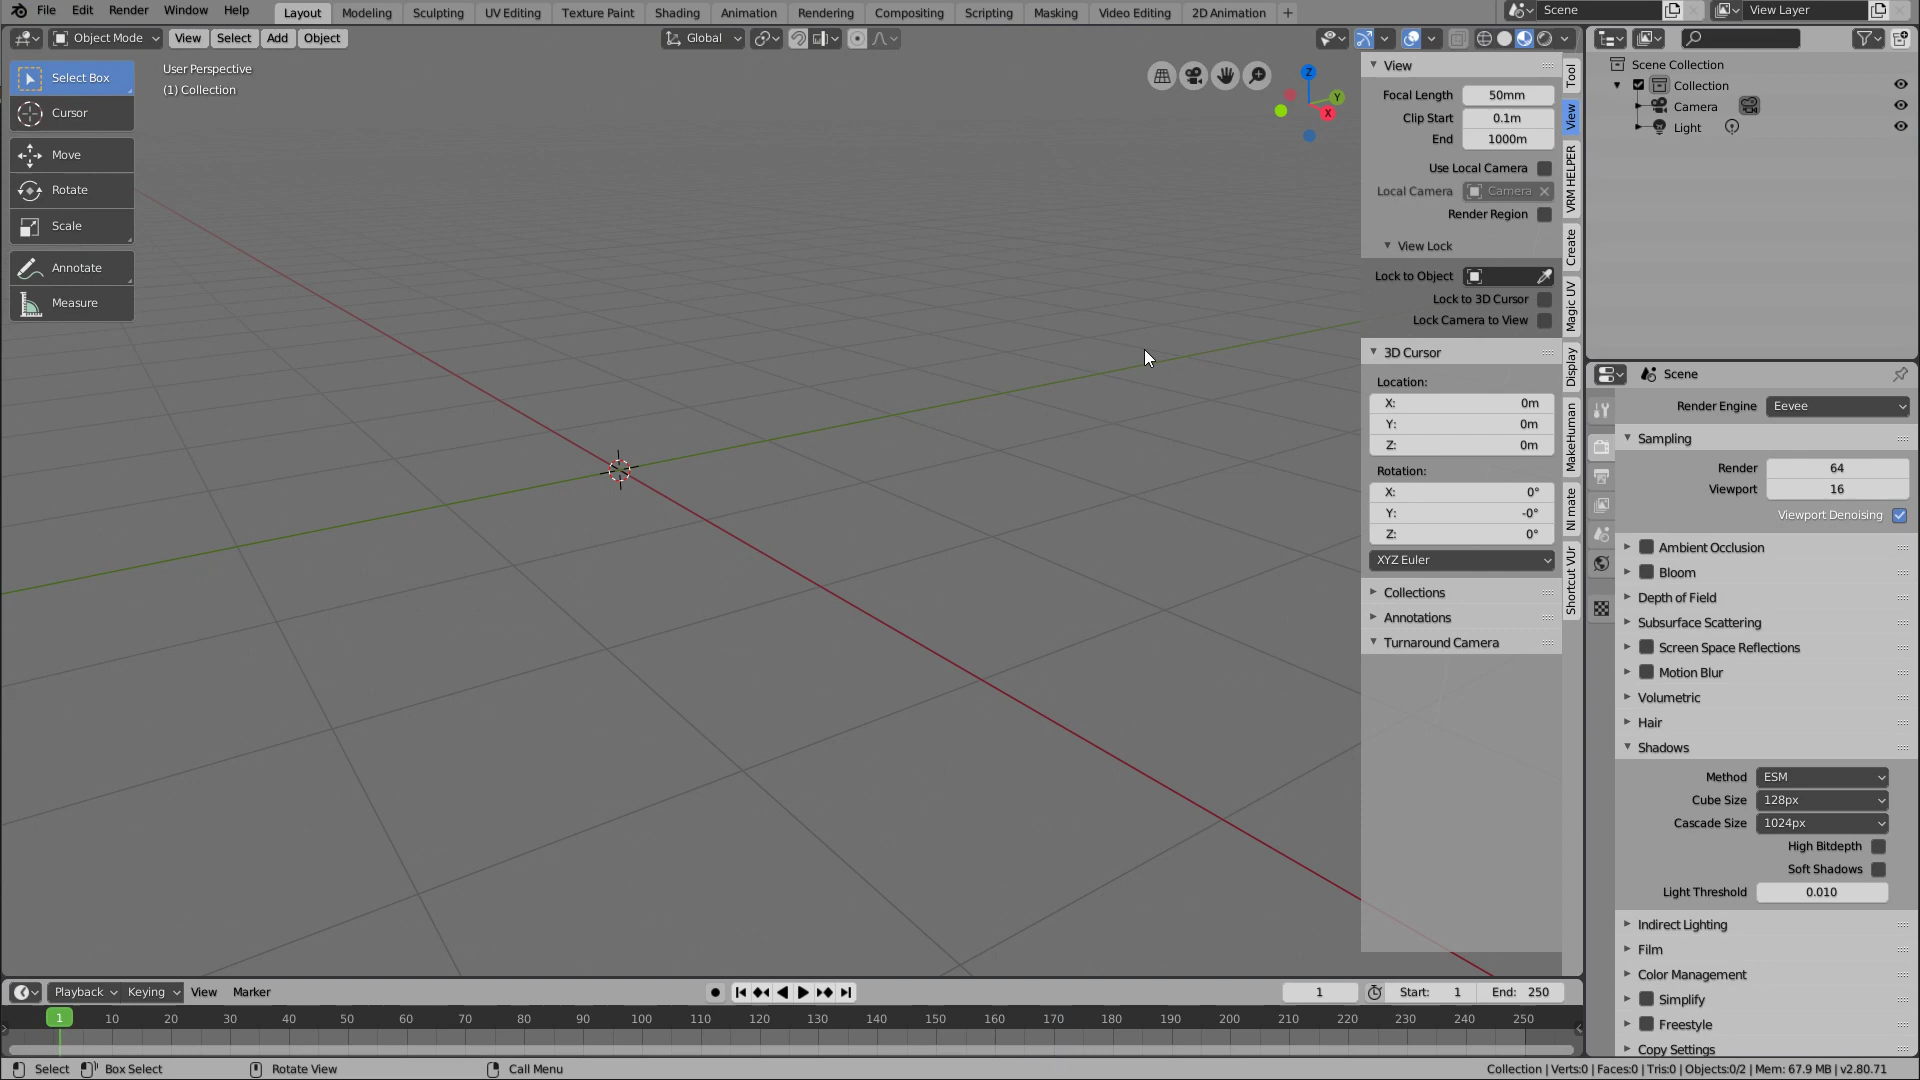 File Edit Render Window Help Layout Modeling Sculpting UV Editing Texture Paint Shading Animation Rendering Compositing Scripting Masking Video Editing 2D Animation + Scene View Layer
Object Mode View Select Add Object Global
Select Box
Cursor
Move
Rotate
Scale
Annotate
Measure
User Perspective
(1) Collection
Z
Y
X
View
Focal Length 50mm
Clip Start 0.1m
End 1000m
Use Local Camera
Local Camera Camera
Render Region
View Lock
Lock to Object
Lock to 3D Cursor
Lock Camera to View
3D Cursor
Location:
X: 0m
Y: 0m
Z: 0m
Rotation:
X: 0°
Y: -0°
Z: 0°
XYZ Euler
Collections
Annotations
Turnaround Camera
Tool
View
VRM HELPER
Create
Magic UV
Display
MakeHuman
NI mate
Shortcut VUr
Scene Collection
Collection
Camera
Light
Scene
Render Engine Eevee
Sampling
Render 64
Viewport 16
Viewport Denoising
Ambient Occlusion
Bloom
Depth of Field
Subsurface Scattering
Screen Space Reflections
Motion Blur
Volumetric
Hair
Shadows
Method ESM
Cube Size 128px
Cascade Size 1024px
High Bitdepth
Soft Shadows
Light Threshold 0.010
Indirect Lighting
Film
Color Management
Simplify
Freestyle
Copy Settings
Playback Keying View Marker 1 Start: 1 End: 250
1 10 20 30 40 50 60 70 80 90 100 110 120 130 140 150 160 170 180 190 200 210 220 230 240 250
Select Box Select Rotate View Call Menu Collection | Verts:0 | Faces:0 | Tris:0 | Objects:0/2 | Mem: 67.9 MB | v2.80.71